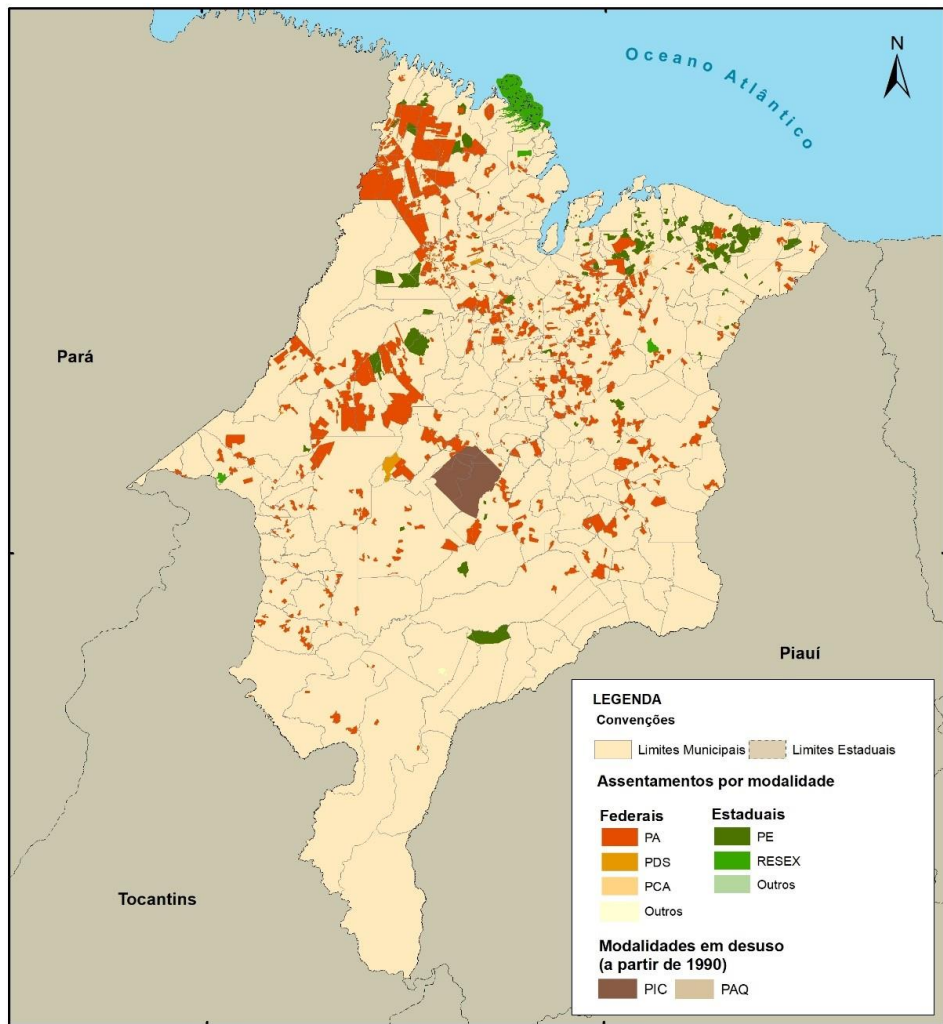 N
Oceano Atlântico
Pará
Piauí
Tocantins
LEGENDA
Convenções
Limites Municipais
Limites Estaduais
Assentamentos por modalidade
Federais
Estaduais
PA
PE
PDS
RESEX
PCA
Outros
Outros
Modalidades em desuso
(a partir de 1990)
PIC
PAQ